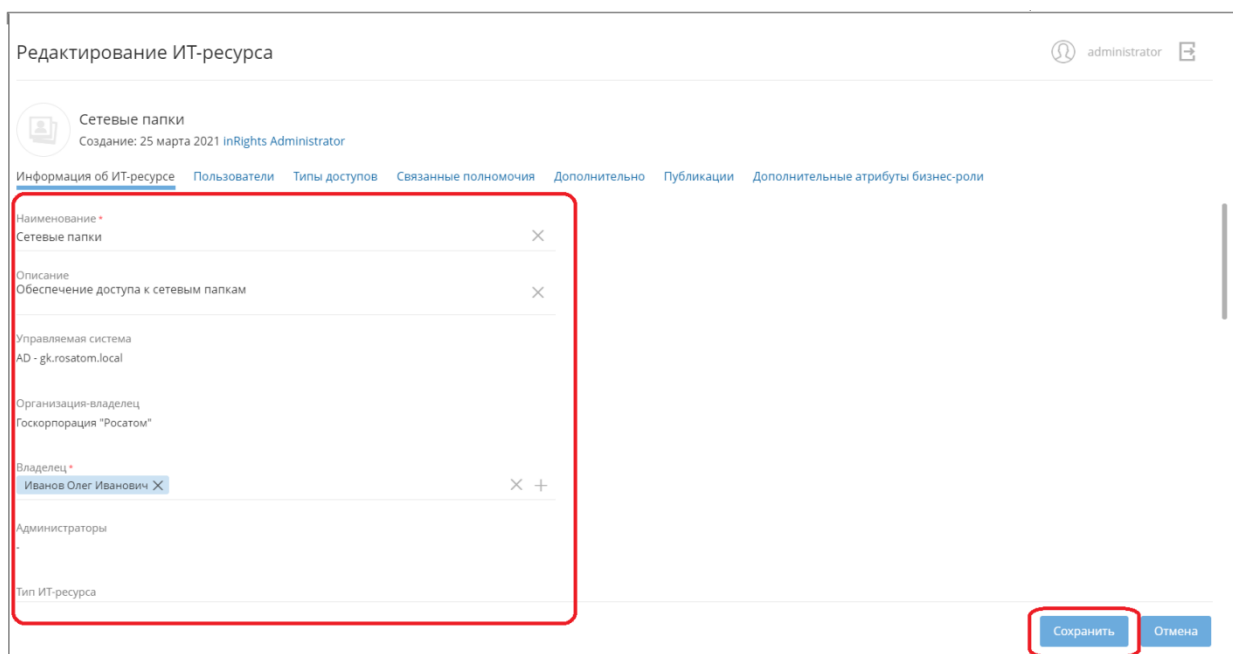 Редактирование ИТ-ресурса
administrator
Сетевые папки
Создание: 25 марта 2021 inRights Administrator
Информация об ИТ-ресурсе Пользователи Типы доступов Связанные полномочия Дополнительно Публикации Дополнительные атрибуты бизнес-роли
Наименование *
Сетевые папки
Описание
Обеспечение доступа к сетевым папкам
Управляемая система
AD - gk.rosatom.local
Организация-владелец
Госкорпорация "Росатом"
Владелец *
Иванов Олег Иванович
Администраторы
-
Тип ИТ-ресурса
Сохранить Отмена